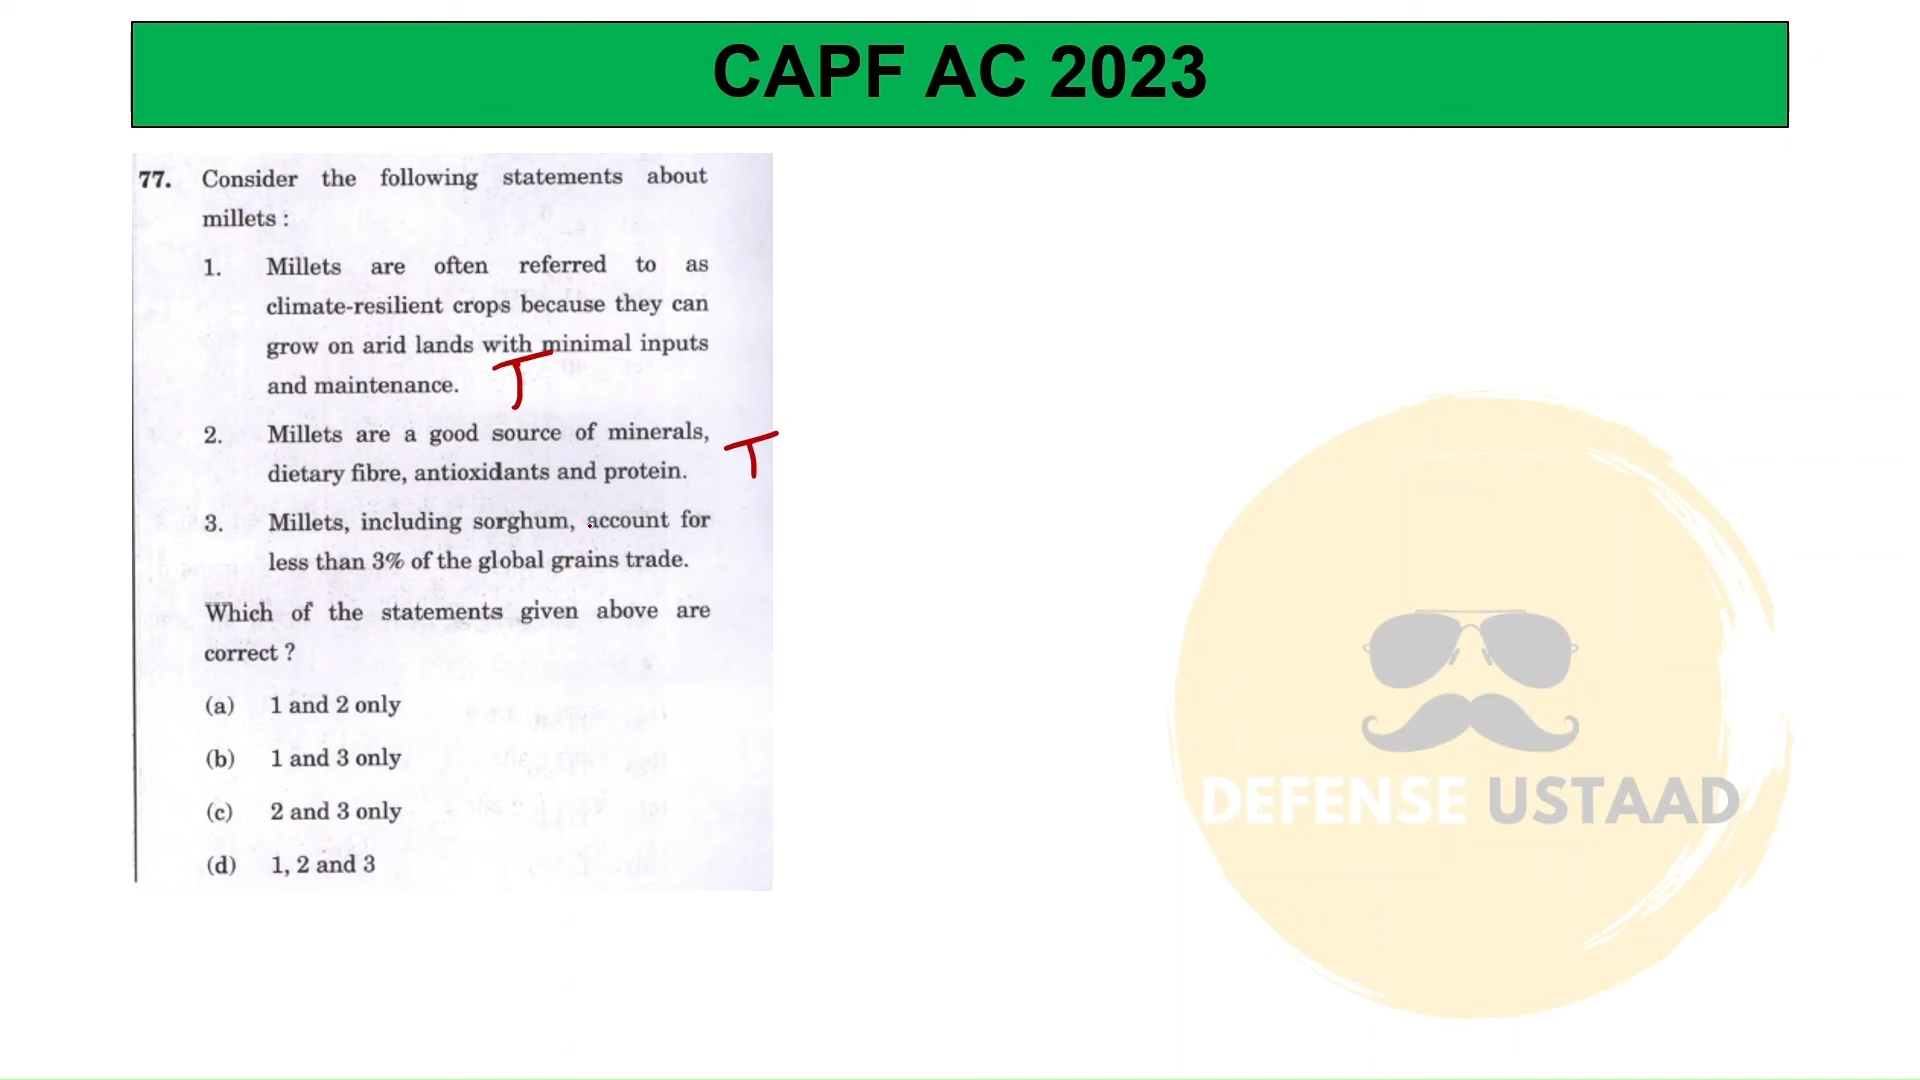 CAPF AC 2023
77. Consider the following statements about
millets :
1. Millets are often referred to as
climate-resilient crops because they can
grow on arid lands with minimal inputs
and maintenance.
T
2. Millets are a good source of minerals,
T
dietary fibre, antioxidants and protein.
3. Millets, including sorghum, account for
less than 3% of the global grains trade.
Which of the statements given above are
correct ?
(a) 1 and 2 only
(b) 1 and 3 only
(c) 2 and 3 only
(d) 1, 2 and 3
DEFENSE USTAAD